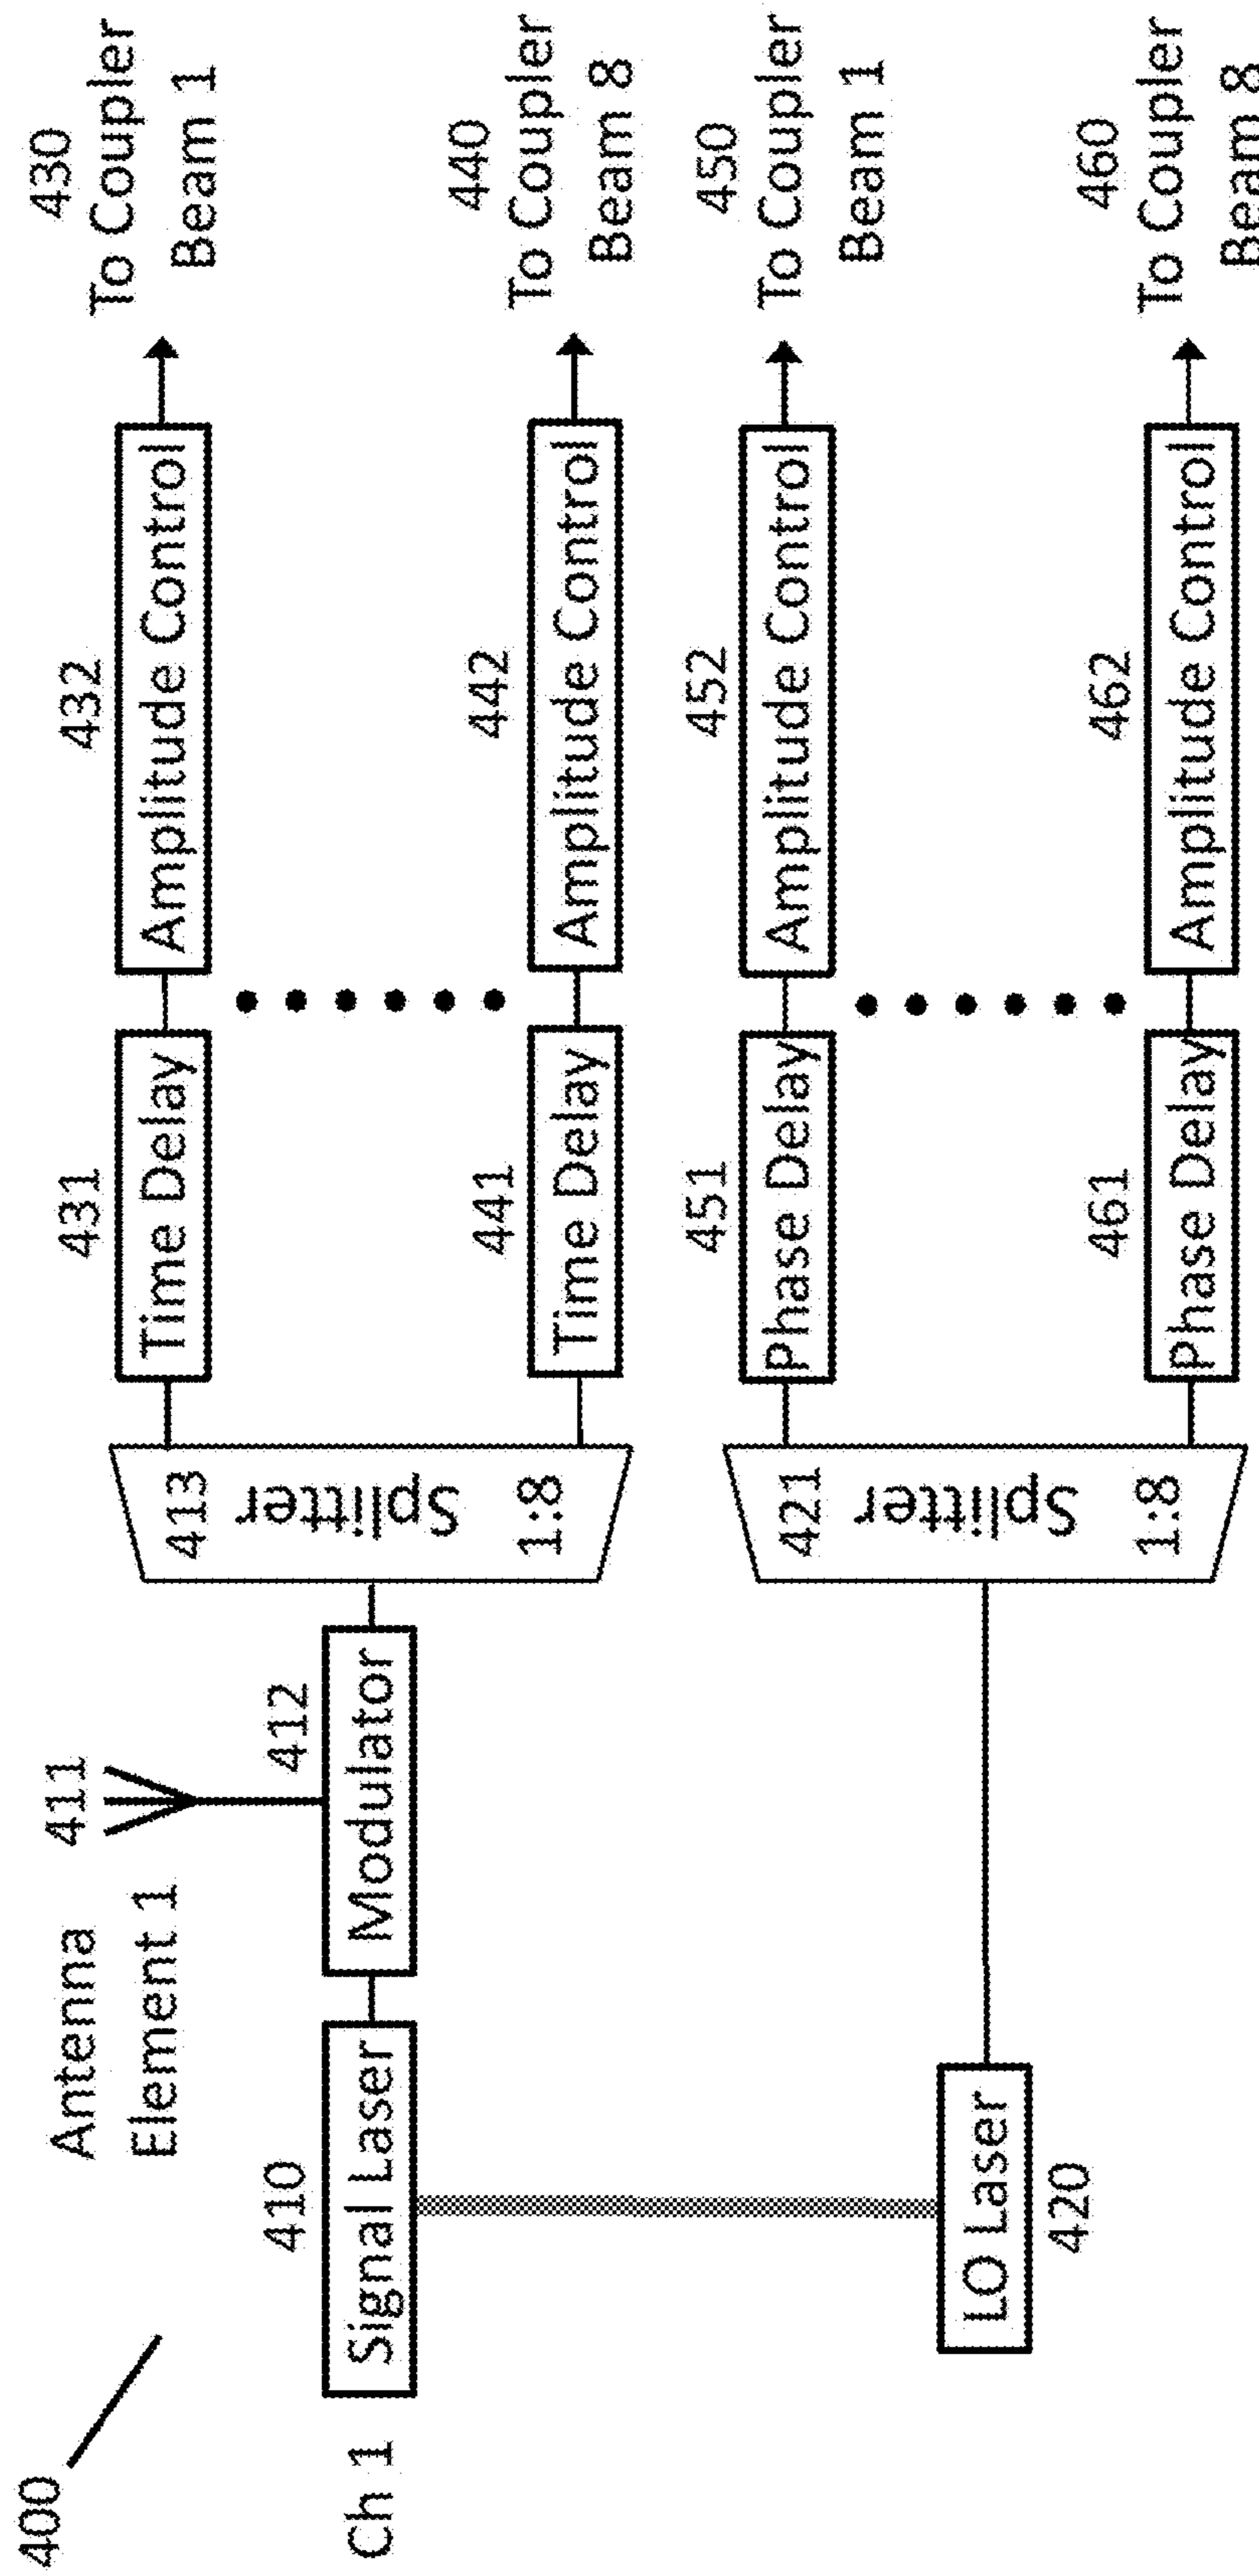 400
Antenna
Element 1
411
Ch 1
410
Signal Laser
412
Modulator
413
Splitter
1:8
431
Time Delay
432
Amplitude Control
430
To Coupler
Beam 1
441
Time Delay
442
Amplitude Control
440
To Coupler
Beam 8
LO Laser
420
421
Splitter
1:8
451
Phase Delay
452
Amplitude Control
450
To Coupler
Beam 1
461
Phase Delay
462
Amplitude Control
460
To Coupler
Beam 8